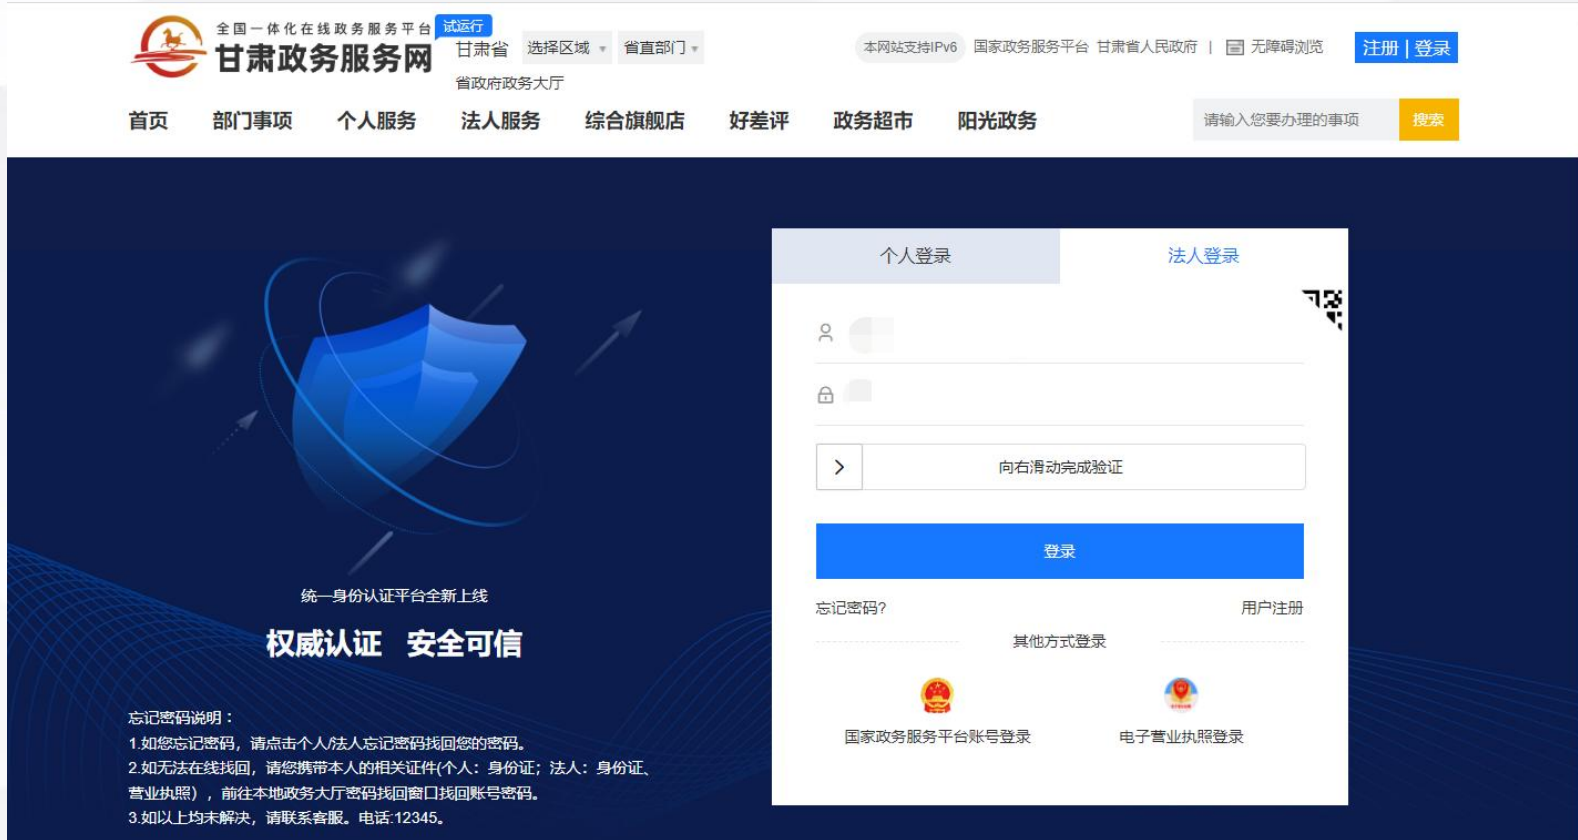 全国一体化在线政务服务平台
试运行
甘肃政务服务网
甘肃省 选择区域 省直部门
省政府政务大厅
本网站支持IPv6 国家政务服务平台 甘肃省人民政府 | 无障碍浏览
注册 | 登录
首页 部门事项 个人服务 法人服务 综合旗舰店 好差评 政务超市 阳光政务
请输入您要办理的事项 搜索
个人登录 法人登录
向右滑动完成验证
登录
忘记密码? 用户注册
其他方式登录
国家政务服务平台账号登录 电子营业执照登录
统一身份认证平台全新上线
权威认证 安全可信
忘记密码说明：
1.如您忘记密码，请点击个人/法人忘记密码找回您的密码。
2.如无法在线找回，请您携带本人的相关证件(个人：身份证；法人：身份证、
营业执照），前往本地政务大厅密码找回窗口找回账号密码。
3.如以上均未解决，请联系客服。电话:12345。